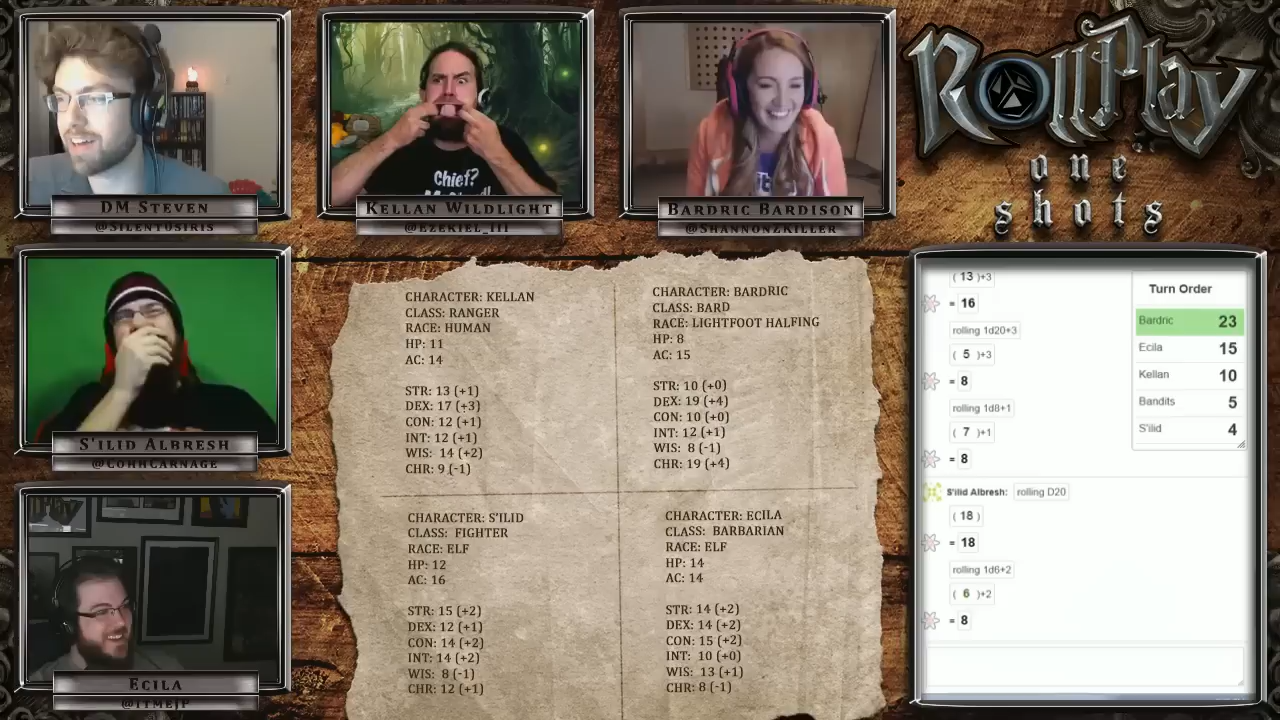 RollPlay
one
shots
DM STEVEN
@SILENTOSIRIS
Chief?
KELLAN WILDLIGHT
@EZEKIEL_III
BARDRIC BARDISON
@SHANNONZKILLER
S'ILID ALBRESH
@COHHCARNAGE
ECILA
@ITMEJP
CHARACTER: KELLAN
CLASS: RANGER
RACE: HUMAN
HP: 11
AC: 14
STR: 13 (+1)
DEX: 17 (+3)
CON: 12 (+1)
INT: 12 (+1)
WIS: 14 (+2)
CHR: 9 (-1)
CHARACTER: BARDRIC
CLASS: BARD
RACE: LIGHTFOOT HALFING
HP: 8
AC: 15
STR: 10 (+0)
DEX: 19 (+4)
CON: 10 (+0)
INT: 12 (+1)
WIS: 8 (-1)
CHR: 19 (+4)
CHARACTER: S'ILID
CLASS: FIGHTER
RACE: ELF
HP: 12
AC: 16
STR: 15 (+2)
DEX: 12 (+1)
CON: 14 (+2)
INT: 14 (+2)
WIS: 8 (-1)
CHR: 12 (+1)
CHARACTER: ECILA
CLASS: BARBARIAN
RACE: ELF
HP: 14
AC: 14
STR: 14 (+2)
DEX: 14 (+2)
CON: 15 (+2)
INT: 10 (+0)
WIS: 13 (+1)
CHR: 8 (-1)
( 13 )+3
= 16
rolling 1d20+3
( 5 )+3
= 8
rolling 1d8+1
( 7 )+1
= 8
S'ilid Albresh: rolling D20
( 18 )
= 18
rolling 1d6+2
( 6 )+2
= 8
Turn Order
Bardric 23
Ecila 15
Kellan 10
Bandits 5
S'ilid 4